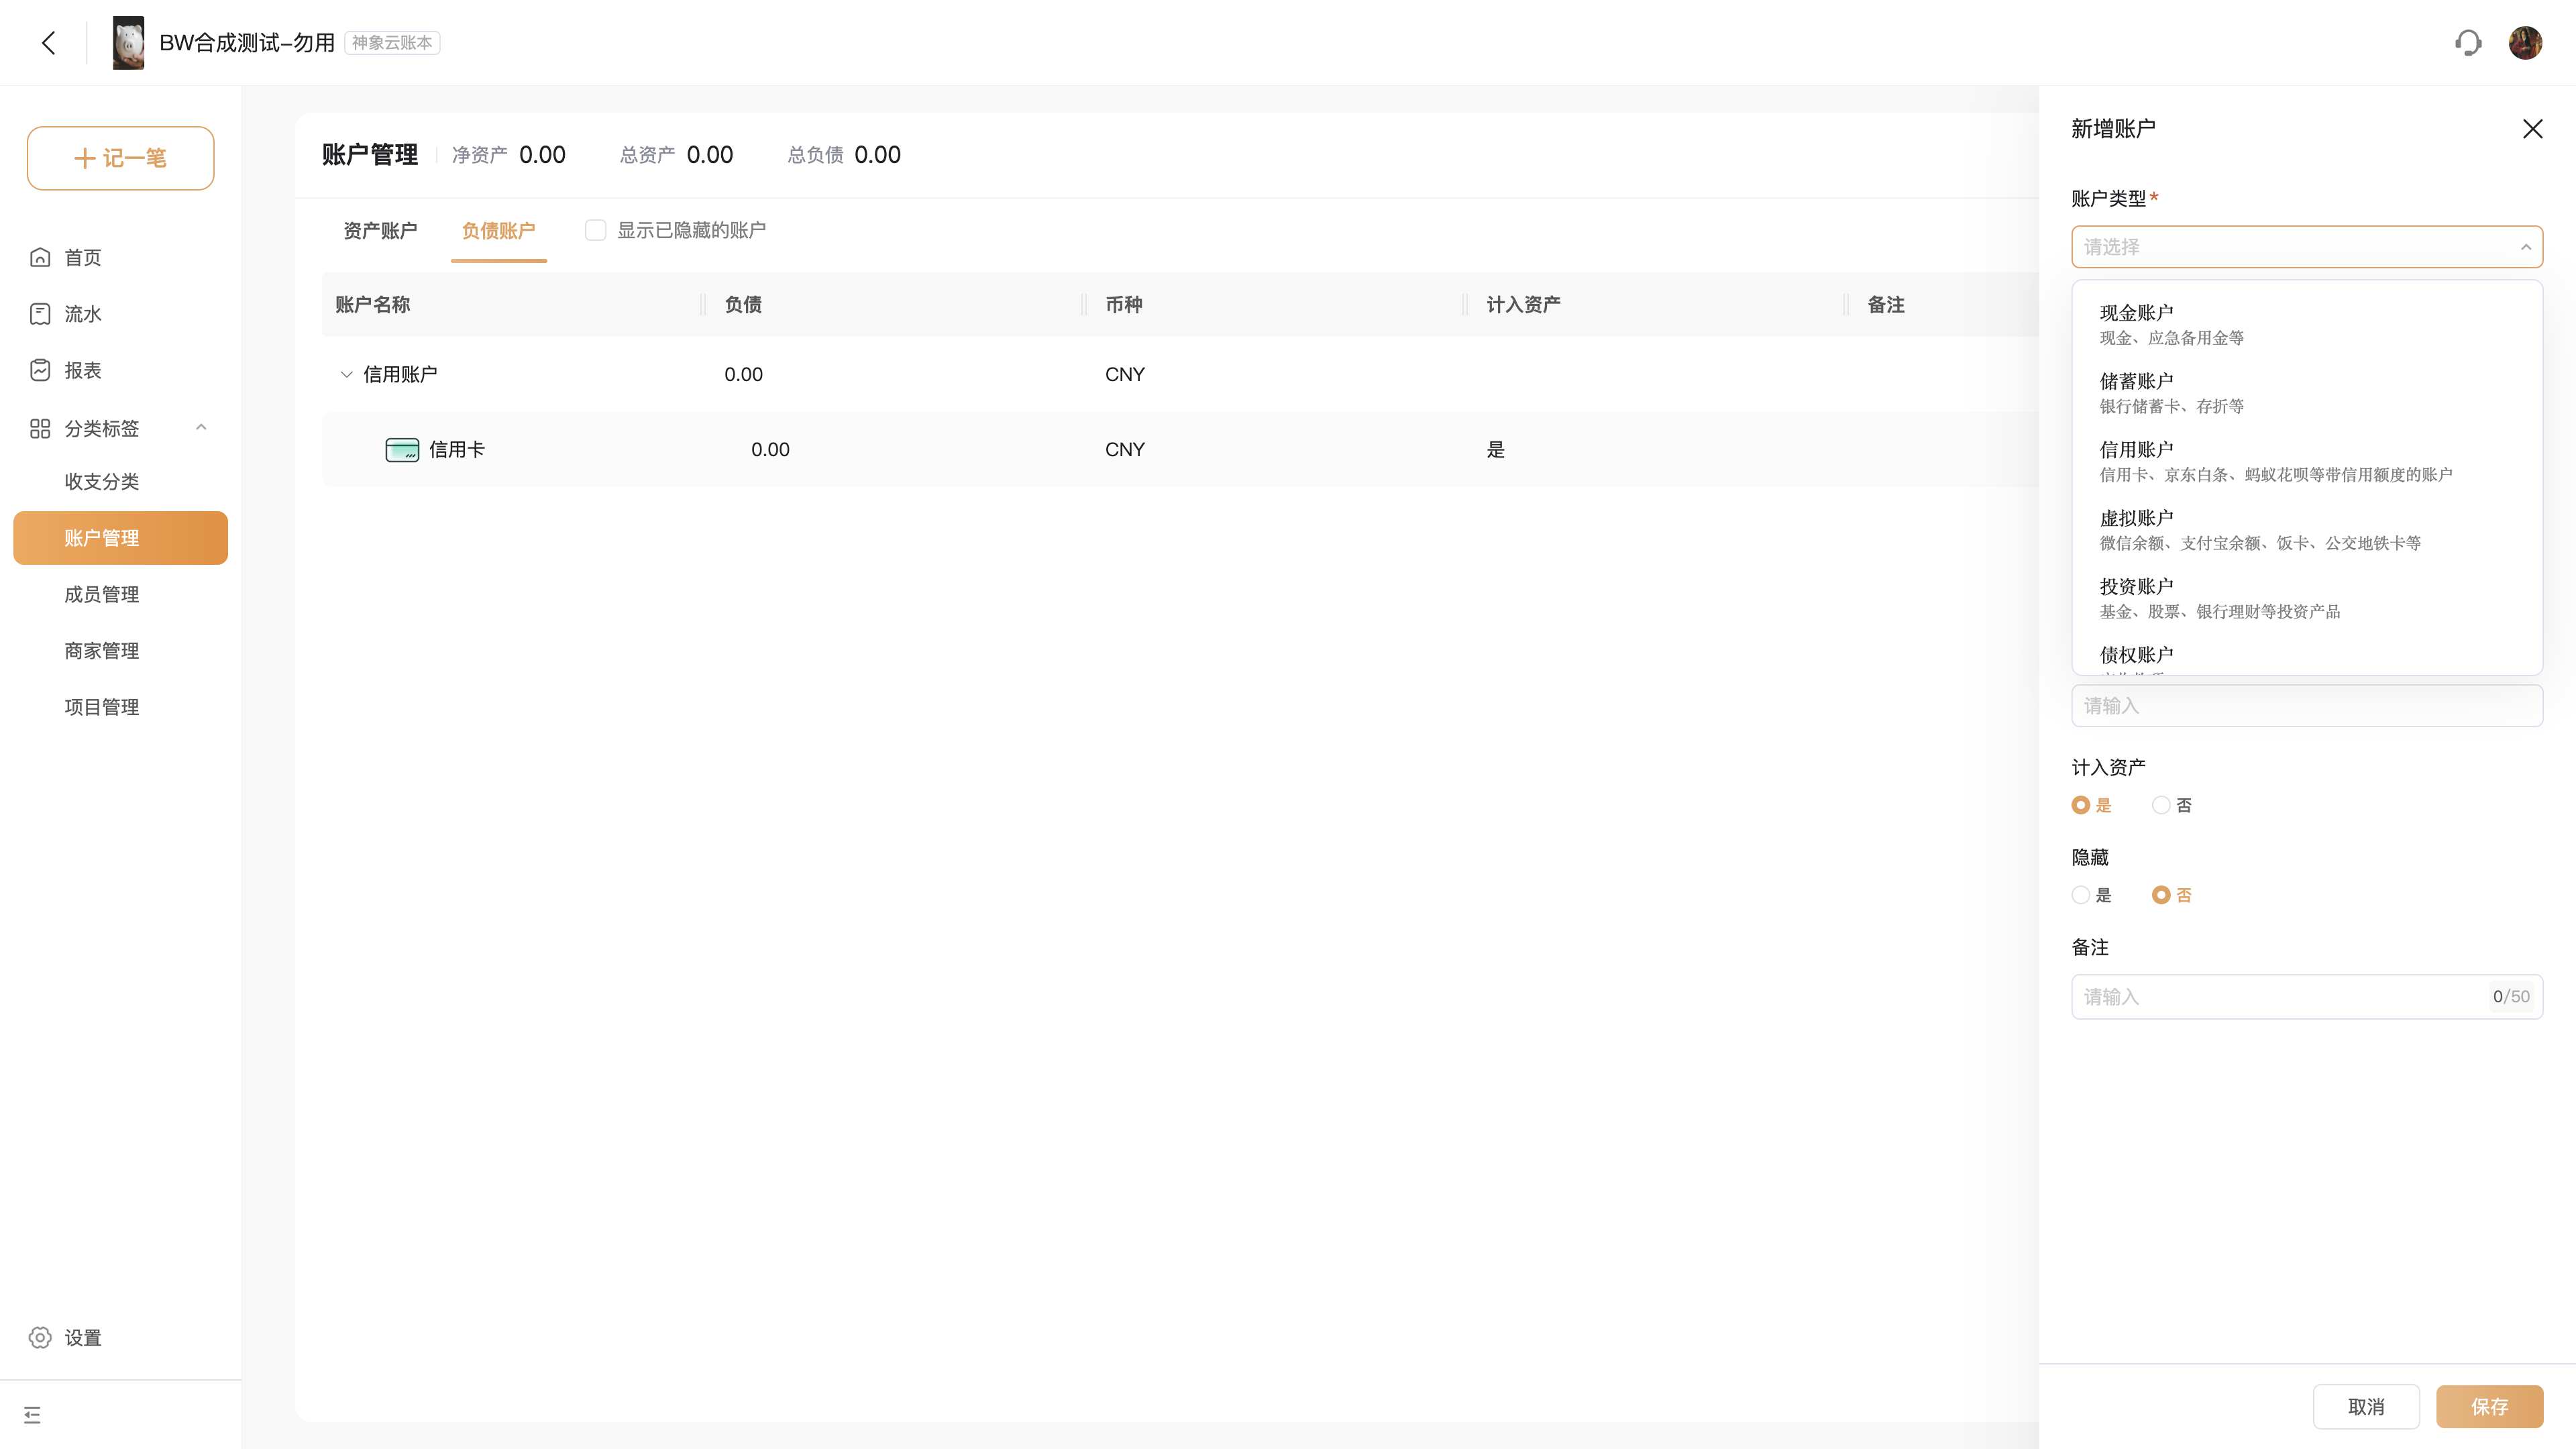 BW合成测试-勿用 神象云账本
记一笔
首页
流水
报表
分类标签
收支分类
账户管理
成员管理
商家管理
项目管理
设置
账户管理 净资产 0.00 总资产 0.00 总负债 0.00
资产账户 负债账户 显示已隐藏的账户
账户名称 负债 币种 计入资产 备注
信用账户 0.00 CNY
信用卡 0.00 CNY 是
新增账户
账户类型*
请选择
现金账户
现金、应急备用金等
储蓄账户
银行储蓄卡、存折等
信用账户
信用卡、京东白条、蚂蚁花呗等带信用额度的账户
虚拟账户
微信余额、支付宝余额、饭卡、公交地铁卡等
投资账户
基金、股票、银行理财等投资产品
债权账户
请输入
计入资产
是 否
隐藏
是 否
备注
请输入 0/50
取消 保存